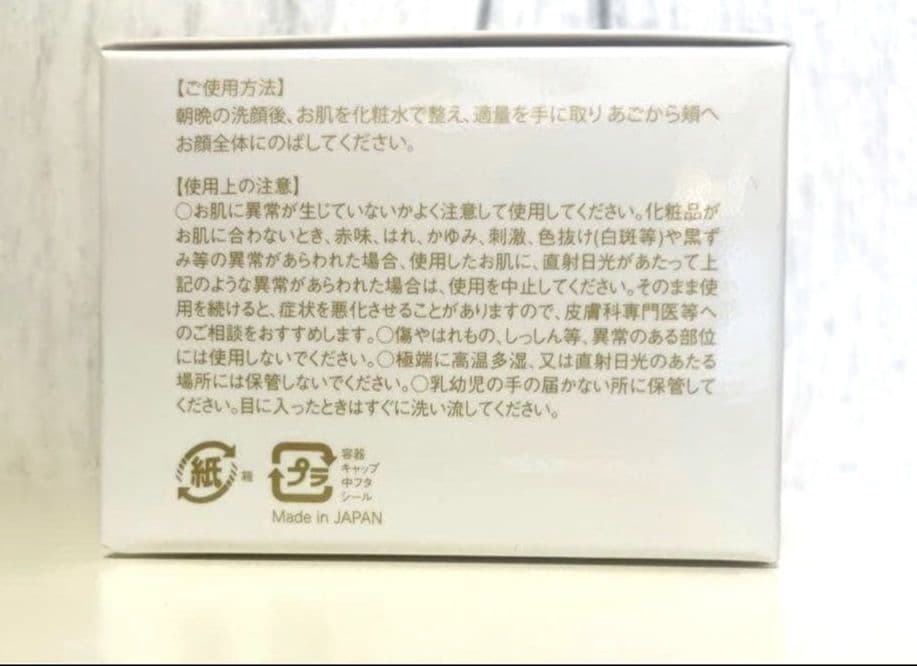 【ご使用方法】
朝晩の洗顔後、お肌を化粧水で整え、適量を手に取り あごから頬へ
お顔全体にのばしてください。
【使用上の注意】
○お肌に異常が生じていないかよく注意して使用してください。化粧品が
お肌に合わないとき、赤味、はれ、かゆみ、刺激、色抜け(白斑等)や黒ず
み等の異常があらわれた場合、使用したお肌に、直射日光があたって上
記のような異常があらわれた場合は、使用を中止してください。そのまま使
用を続けると、症状を悪化させることがありますので、皮膚科専門医等へ
のご相談をおすすめします。○傷やはれもの、しっしん等、異常のある部位
には使用しないでください。○極端に高温多湿、又は直射日光のあたる
場所には保管しないでください。○乳幼児の手の届かない所に保管して
ください。目に入ったときはすぐに洗い流してください。
紙 箱
プラ 容器
キャップ
中フタ
シール
Made in JAPAN